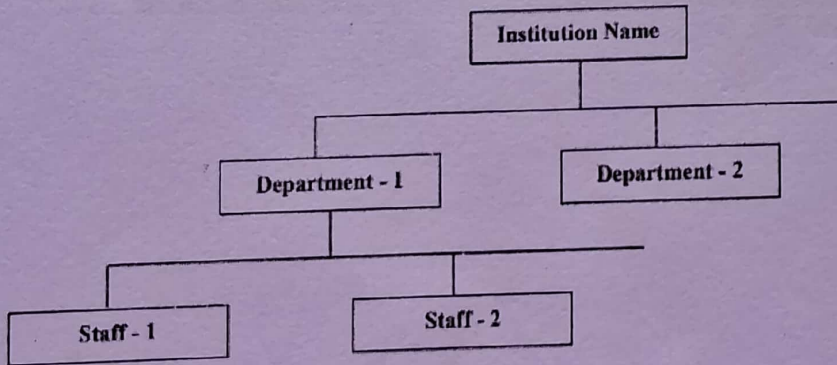 Institution Name
Department - 1
Department - 2
Staff - 1
Staff - 2